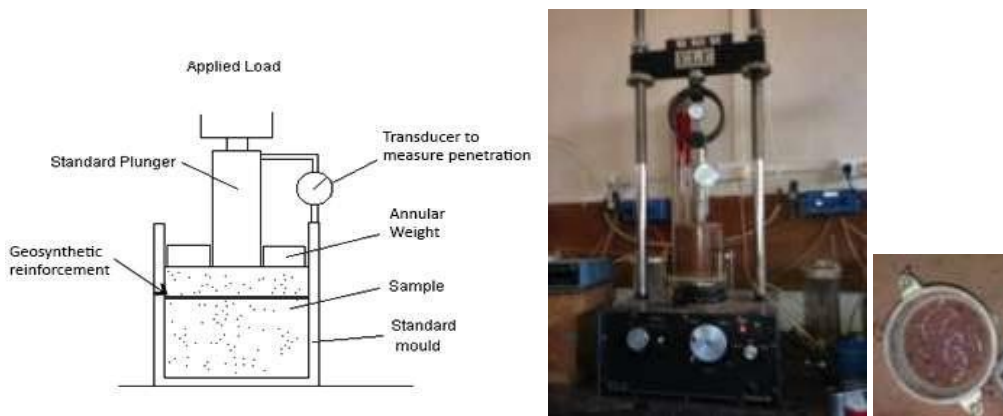 Applied Load
Standard Plunger
Transducer to
measure penetration
Annular
Weight
Geosynthetic
reinforcement
Sample
Standard
mould